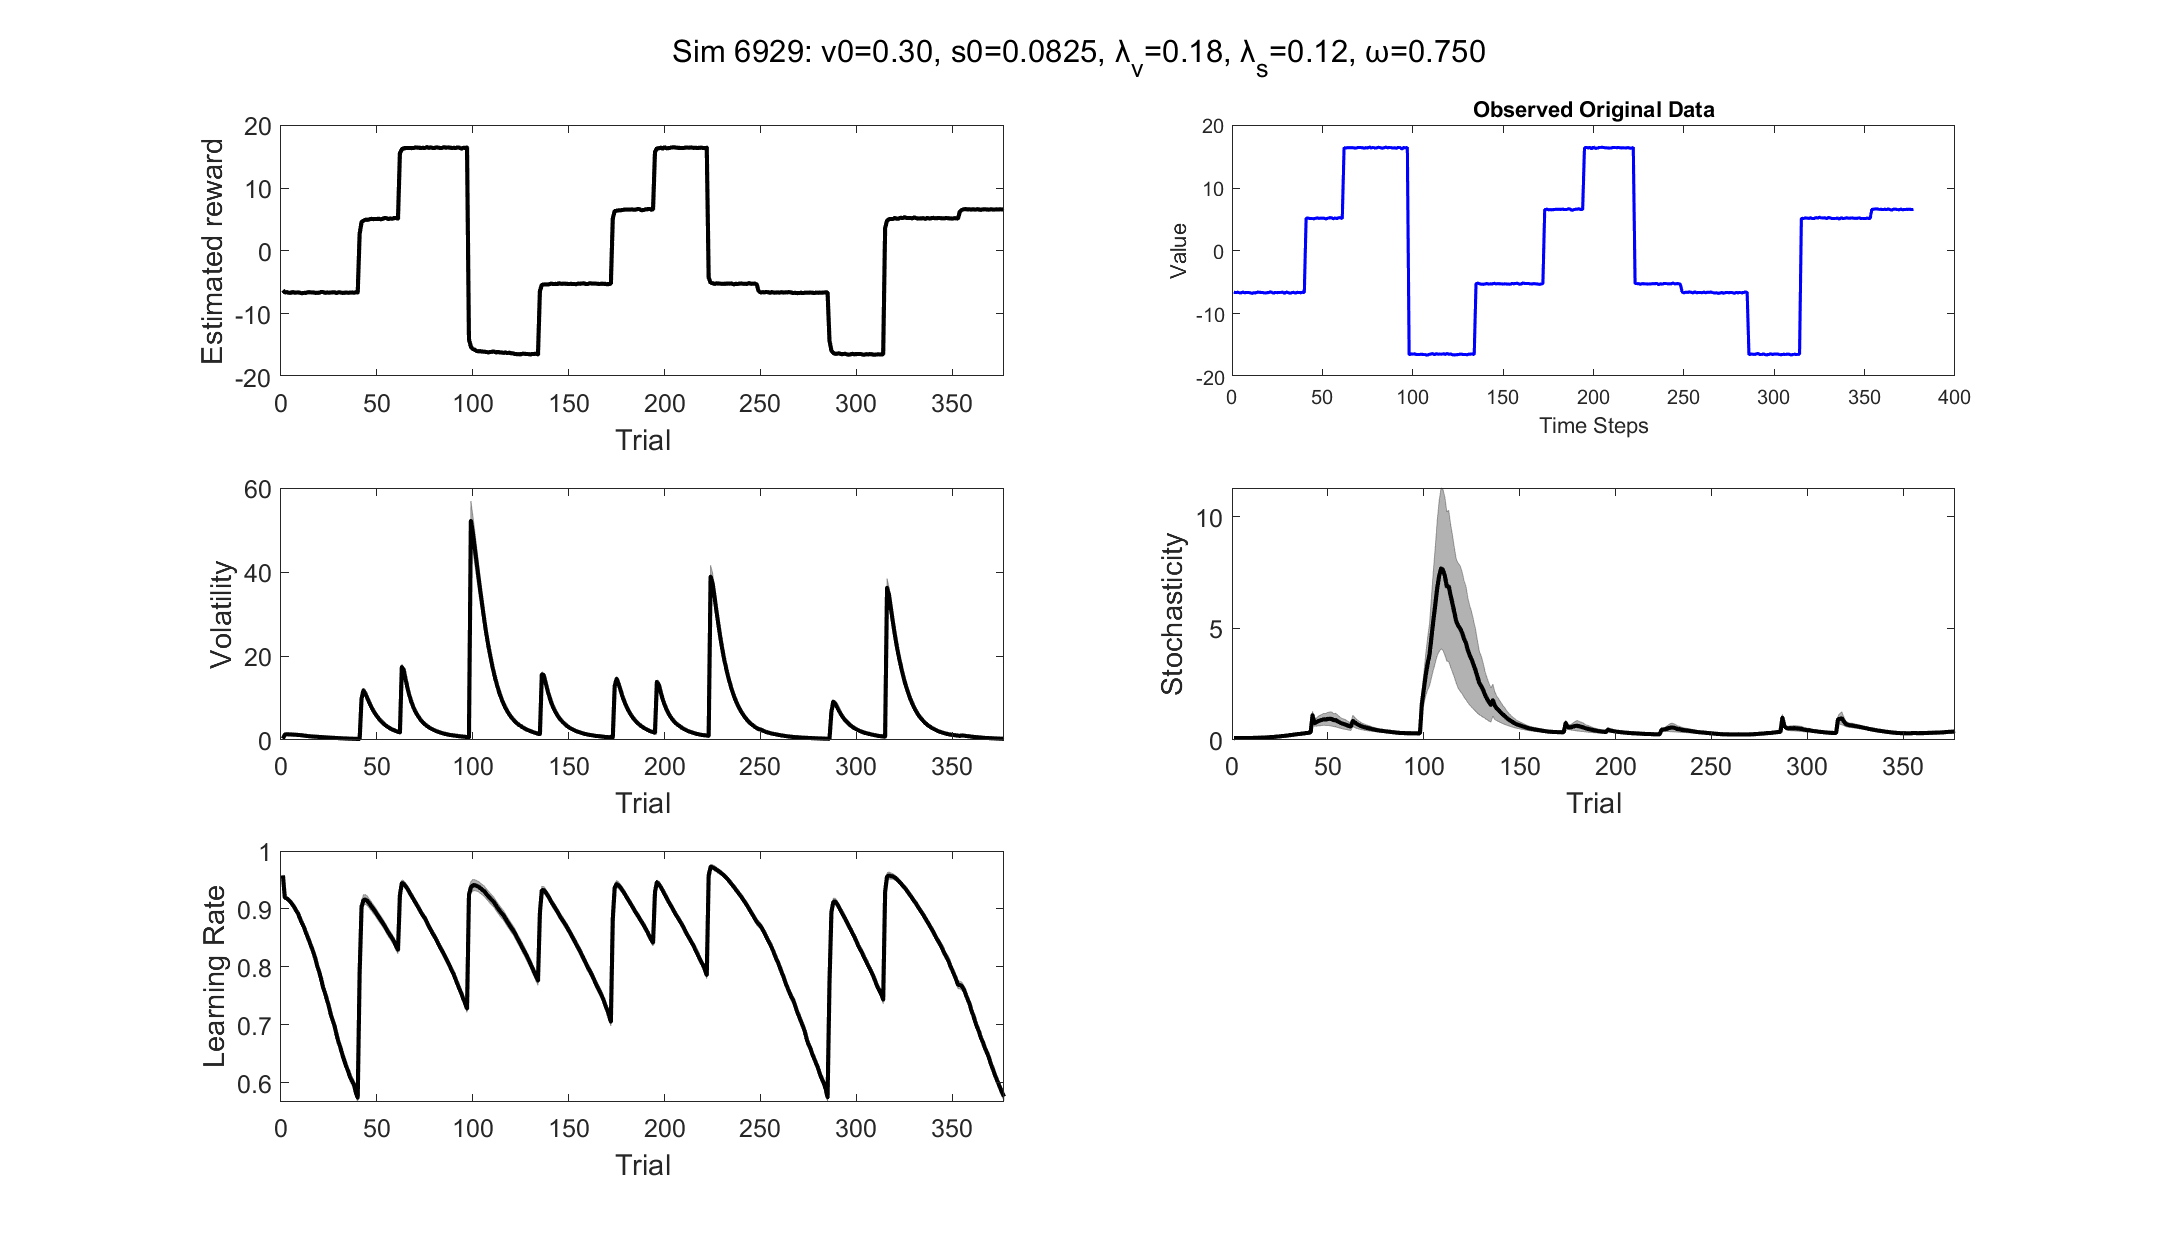 Sim 6929: v0=0.30, s0=0.0825, λ_v=0.18, λ_s=0.12, ω=0.750
20
10
0
-10
-20
Estimated reward
0 50 100 150 200 250 300 350
Trial
Observed Original Data
20
10
0
-10
-20
Value
0 50 100 150 200 250 300 350 400
Time Steps
60
40
20
0
Volatility
0 50 100 150 200 250 300 350
Trial
10
5
0
Stochasticity
0 50 100 150 200 250 300 350
Trial
1
0.9
0.8
0.7
0.6
Learning Rate
0 50 100 150 200 250 300 350
Trial